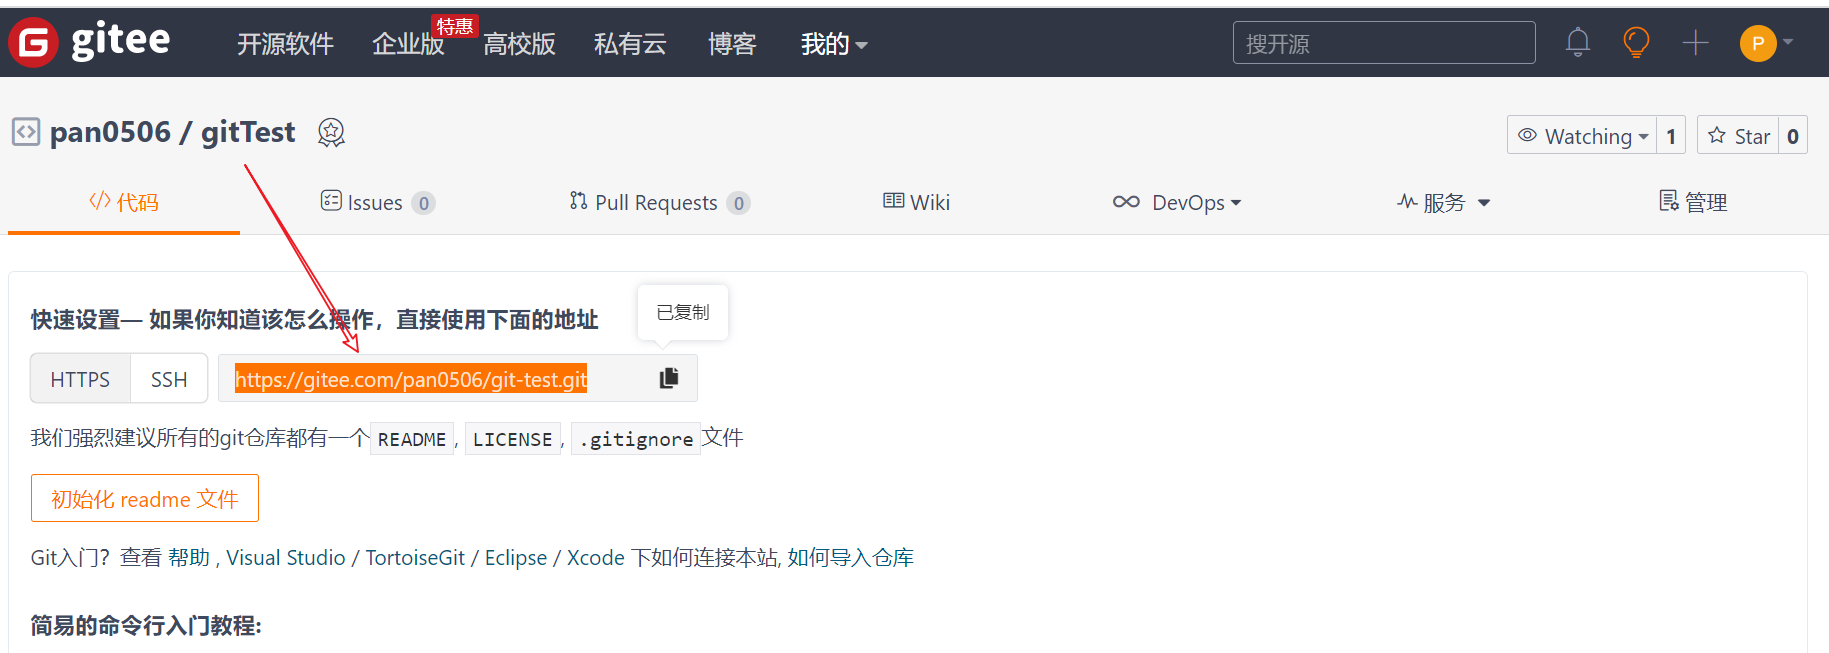 gitee 开源软件 企业版 特惠 高校版 私有云 博客 我的 搜开源 P
pan0506 / gitTest Watching 1 Star 0
</> 代码 Issues 0 Pull Requests 0 Wiki DevOps 服务 管理
快速设置— 如果你知道该怎么操作，直接使用下面的地址
已复制
HTTPS SSH https://gitee.com/pan0506/git-test.git
我们强烈建议所有的git仓库都有一个 README , LICENSE , .gitignore 文件
初始化 readme 文件
Git入门？查看 帮助 , Visual Studio / TortoiseGit / Eclipse / Xcode 下如何连接本站, 如何导入仓库
简易的命令行入门教程: